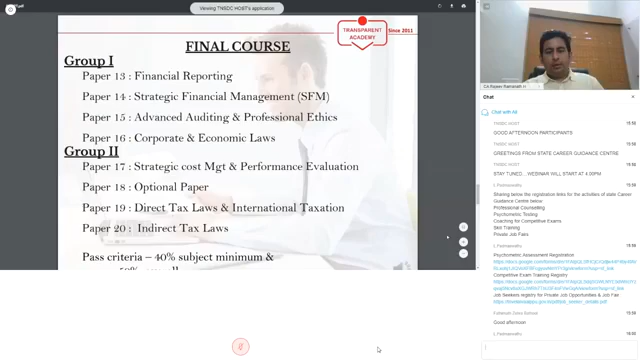 Viewing TNSDC HOST's application
TRANSPARENT
ACADEMY
Since 2011
FINAL COURSE
Group I
Paper 13 : Financial Reporting
Paper 14 : Strategic Financial Management (SFM)
Paper 15 : Advanced Auditing & Professional Ethics
Paper 16 : Corporate & Economic Laws
Group II
Paper 17 : Strategic cost Mgt & Performance Evaluation
Paper 18 : Optional Paper
Paper 19 : Direct Tax Laws & International Taxation
Paper 20 : Indirect Tax Laws
Pass criteria – 40% subject minimum &
CA Rajeev Ramanath
Chat
Chat with All
TNSDC HOST
GOOD AFTERNOON PARTICIPANTS
TNSDC HOST
GREETINGS FROM STATE CAREER GUIDANCE CENTRE
TNSDC HOST
STAY TUNED... WEBINAR WILL START AT 4.00PM
Sharing below the registration links for the activities of state Career
Guidance Centre below
Professional Counselling
Psychometric Testing
Coaching for Competitive Exams
Skill Training
Private Job Fairs
Psychometric Assessment Registration
Competitive Exam Training Registry
Job Seekers registry for Private Job Opportunities & Job Fair
Good afternoon